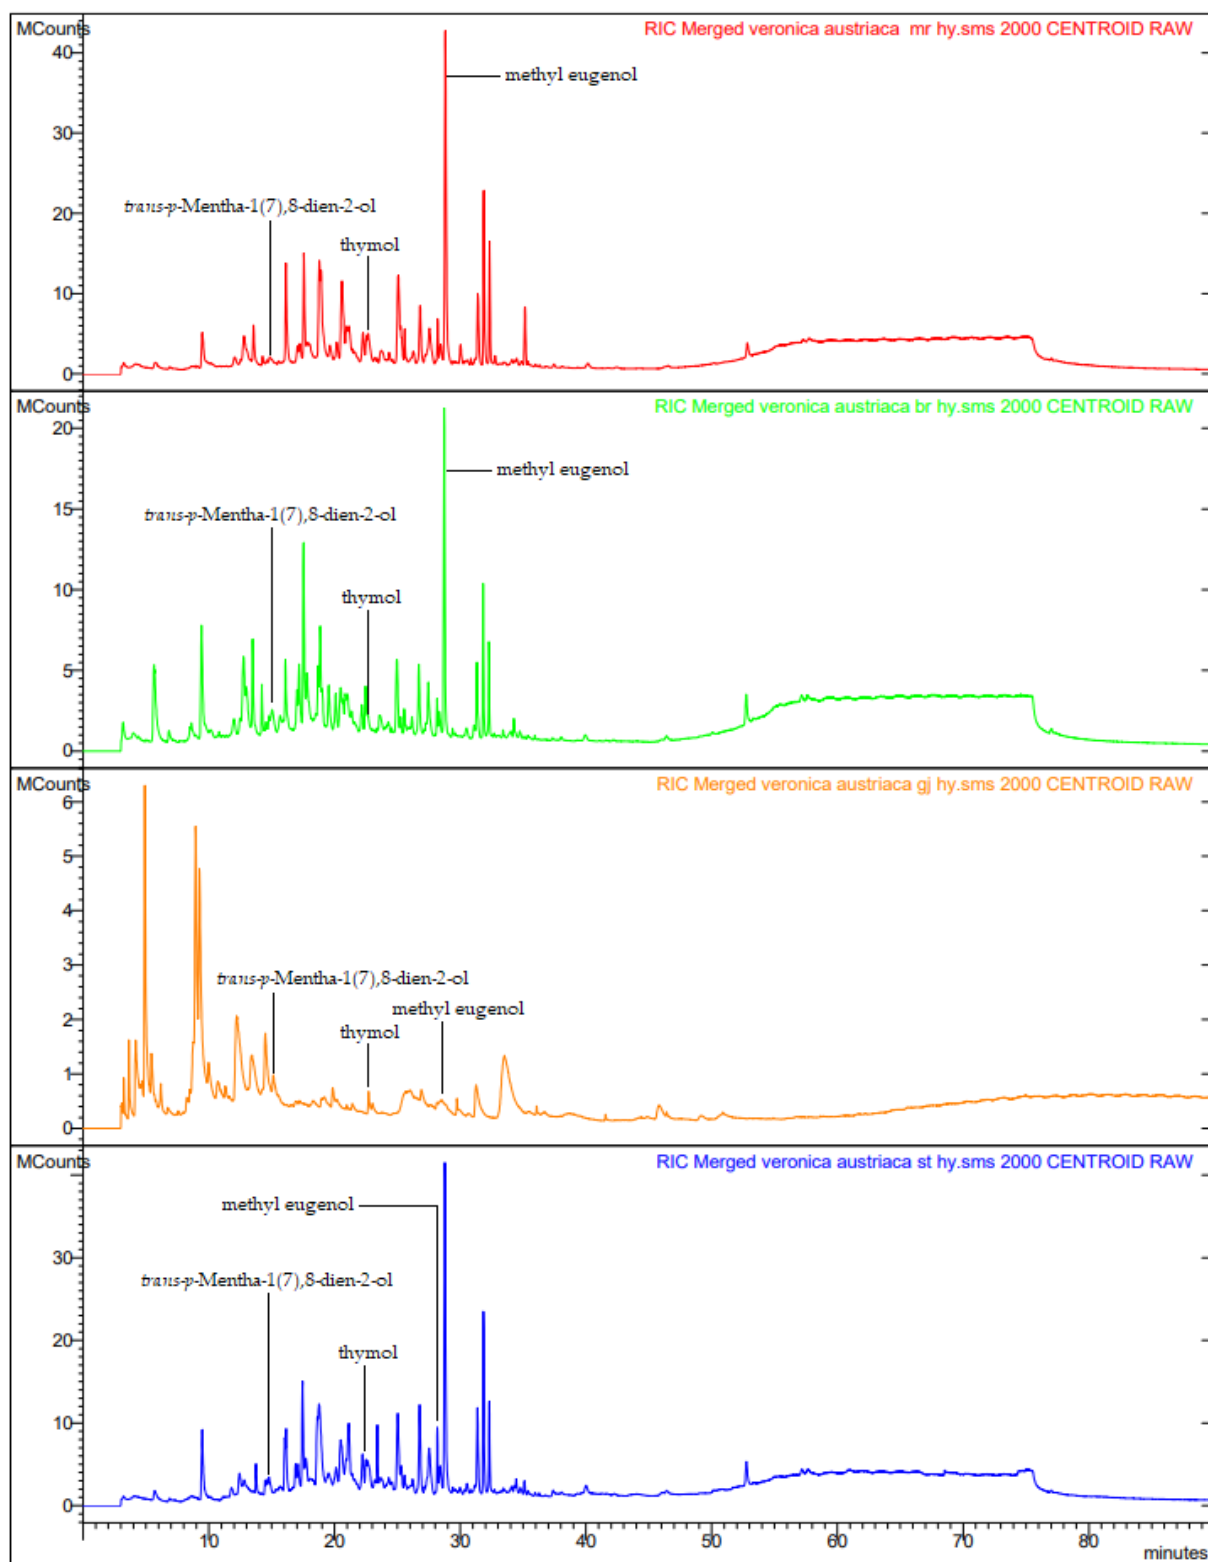 MCounts
RIC Merged veronica austriaca mr hy.sms 2000 CENTROID RAW
40
methyl eugenol
30
trans-p-Mentha-1(7),8-dien-2-ol
20
thymol
10
0
MCounts
RIC Merged veronica austriaca br hy.sms 2000 CENTROID RAW
20
methyl eugenol
15
trans-p-Mentha-1(7),8-dien-2-ol
10
thymol
5
0
MCounts
RIC Merged veronica austriaca gj hy.sms 2000 CENTROID RAW
6
5
4
3
trans-p-Mentha-1(7),8-dien-2-ol
methyl eugenol
2
thymol
1
0
MCounts
RIC Merged veronica austriaca st hy.sms 2000 CENTROID RAW
methyl eugenol
30
trans-p-Mentha-1(7),8-dien-2-ol
20
thymol
10
0
10 20 30 40 50 60 70 80
minutes